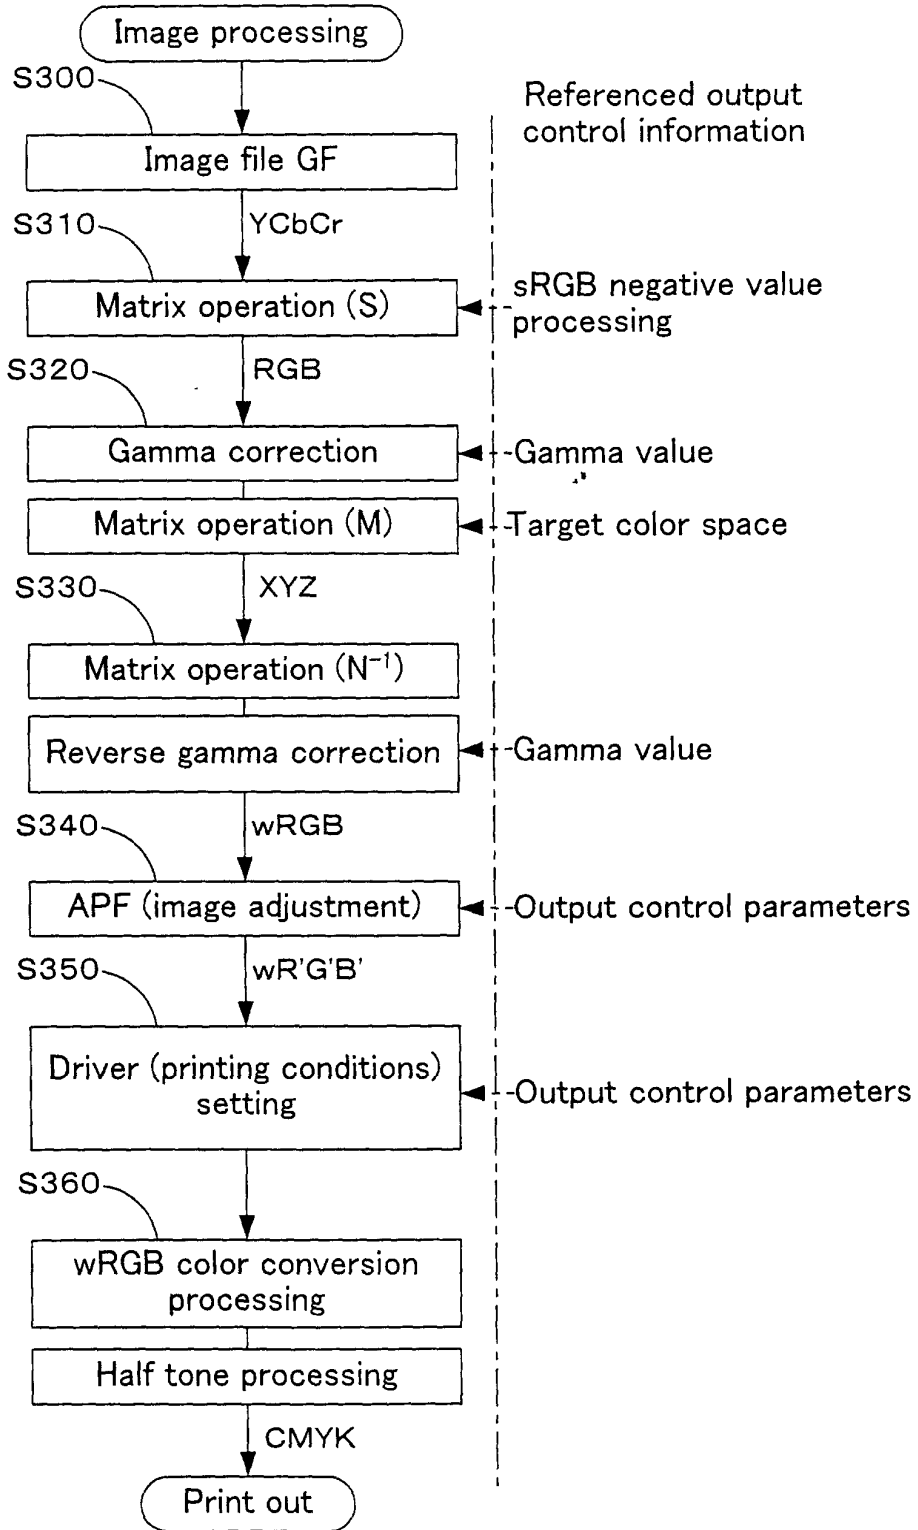 Image processing
S300
Referenced output
control information
Image file GF
S310
YCbCr
Matrix operation (S)
sRGB negative value
processing
S320
RGB
Gamma correction
Gamma value
Matrix operation (M)
Target color space
S330
XYZ
Matrix operation (N⁻¹)
Reverse gamma correction
Gamma value
S340
wRGB
APF (image adjustment)
Output control parameters
S350
wR'G'B'
Driver (printing conditions)
setting
Output control parameters
S360
wRGB color conversion
processing
Half tone processing
CMYK
Print out